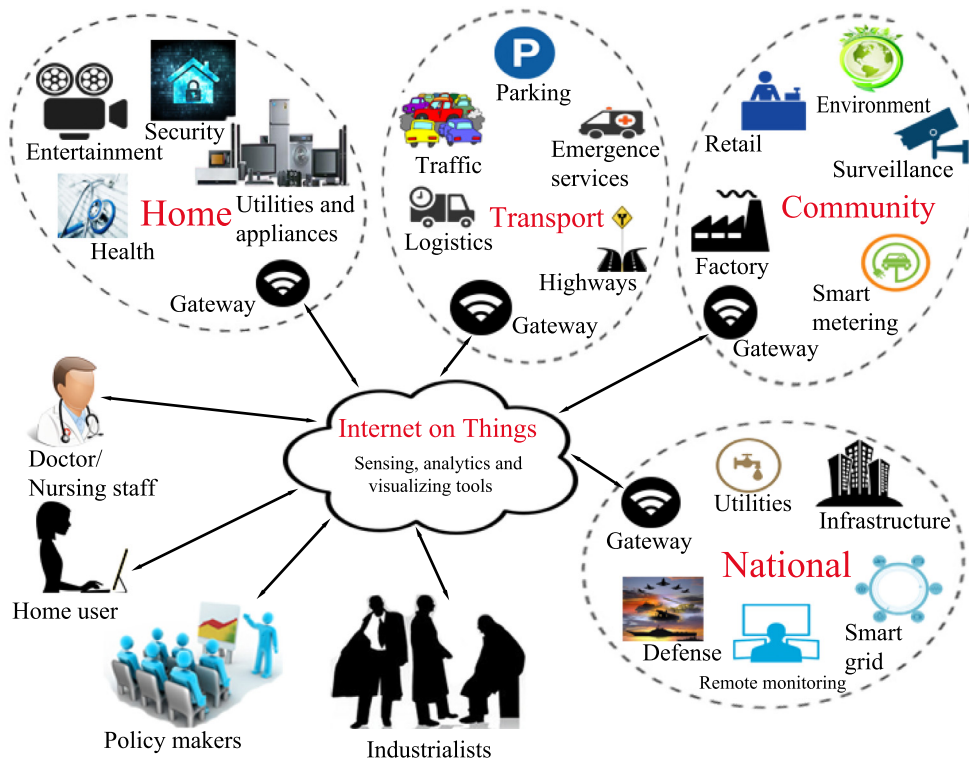 Entertainment
Security
Health
Home
Utilities and
appliances
Gateway
P
Parking
Traffic
Emergence
services
Logistics
Transport
Highways
Gateway
Retail
Environment
Surveillance
Community
Factory
Smart
metering
Gateway
Doctor/
Nursing staff
Home user
Policy makers
Industrialists
Internet on Things
Sensing, analytics and
visualizing tools
Gateway
Utilities
Infrastructure
National
Defense
Remote monitoring
Smart
grid